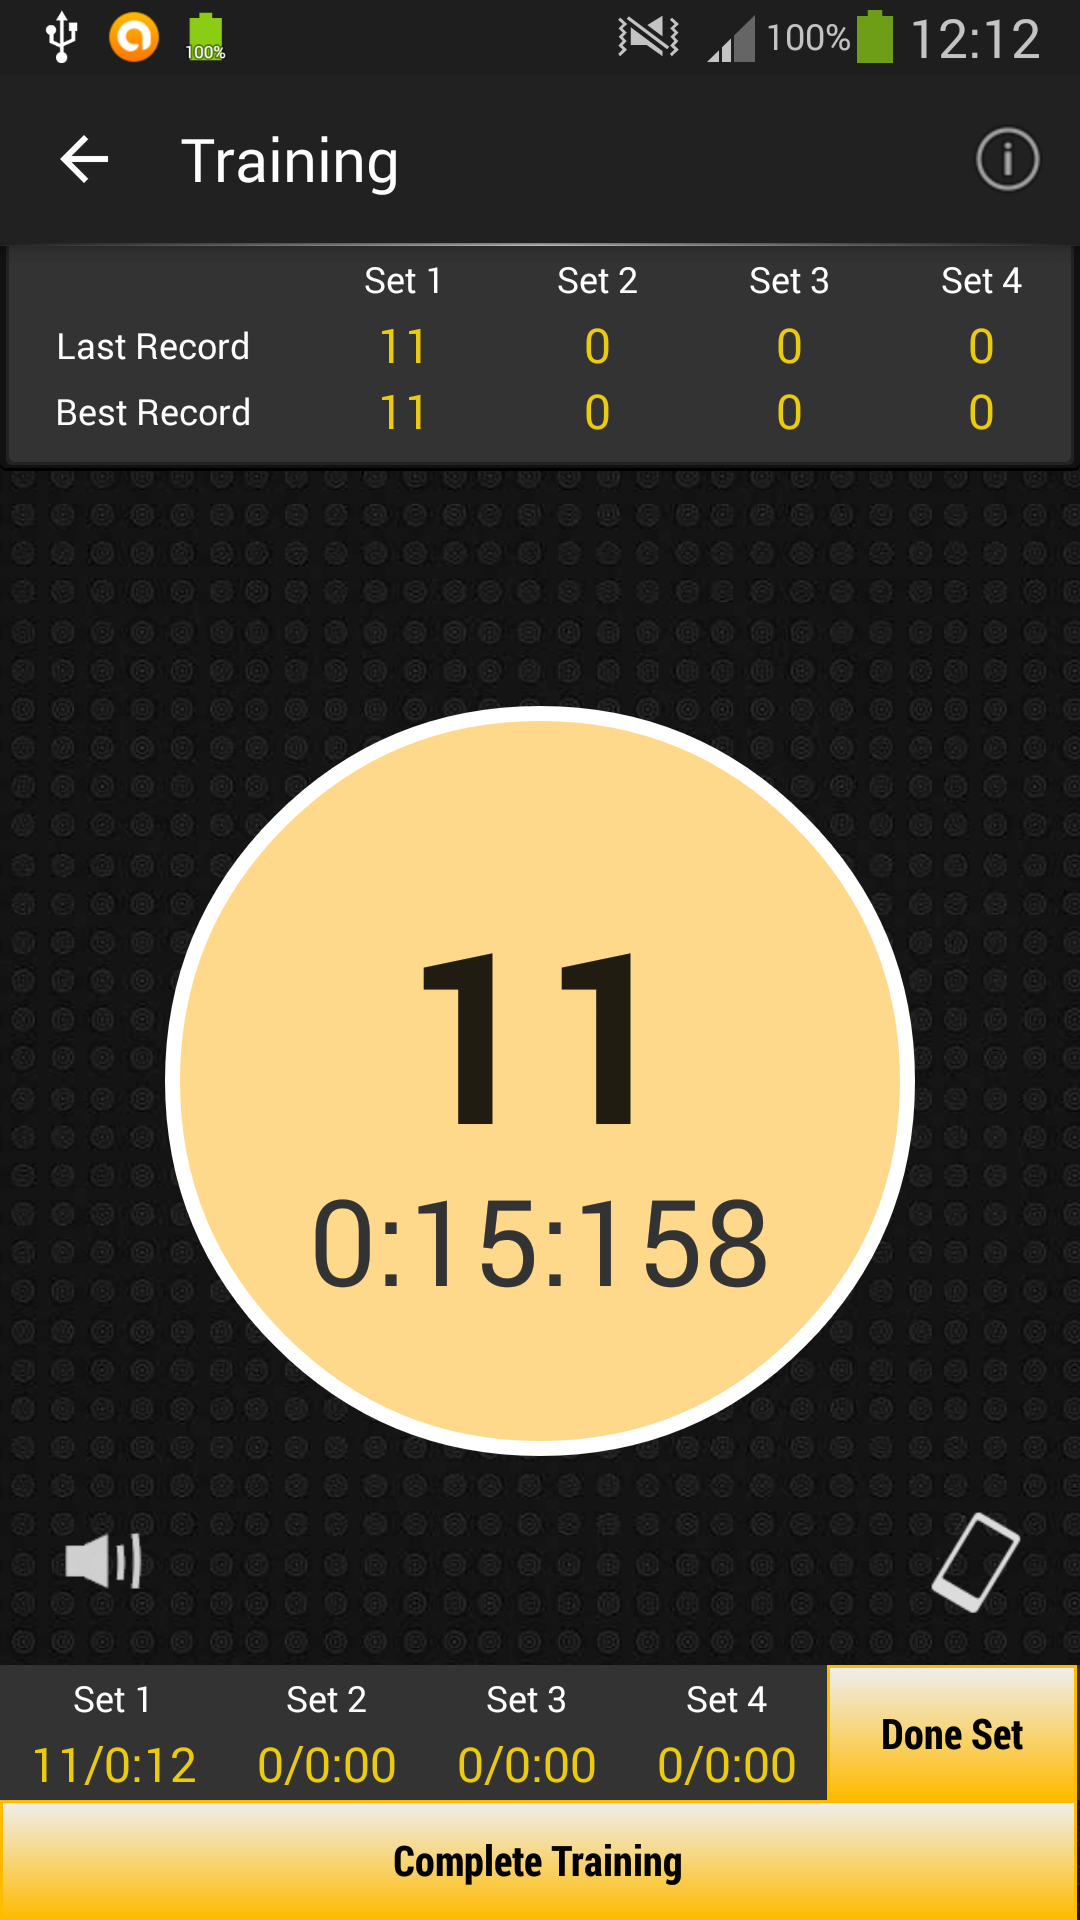 100% 100% 12:12
Training
Set 1 Set 2 Set 3 Set 4
Last Record 11 0 0 0
Best Record 11 0 0 0
11
0:15:158
Set 1 Set 2 Set 3 Set 4
11/0:12 0/0:00 0/0:00 0/0:00
Done Set
Complete Training